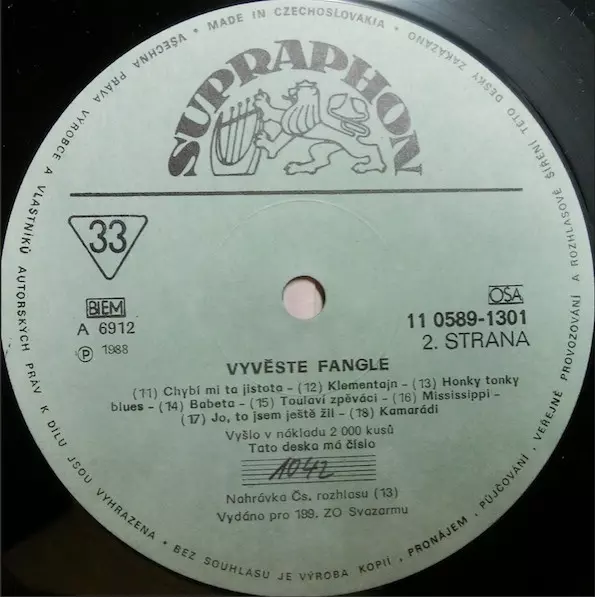 VŠECHNA PRÁVA VÝROBCE A VLASTNÍKŮ AUTORSKÝCH PRÁV K DÍLU JSOU VYHRAZENA • BEZ SOUHLASU JE VÝROBA KOPIÍ, PRONÁJEM, PŮJČOVÁNÍ, VEŘEJNÉ PROVOZOVÁNÍ A ROZHLASOVÉ ŠÍŘENÍ TÉTO DESKY ZAKÁZÁNO • MADE IN CZECHOSLOVAKIA •
SUPRAPHON
33
BIEM
A 6912
Ⓟ 1988
OSA
11 0589-1301
2. STRANA
VYVĚSTE FANGLE
(11) Chybí mi ta jistota – (12) Klementajn – (13) Honky tonky
blues – (14) Babeta – (15) Toulaví zpěváci – (16) Mississippi –
(17) Jo, to jsem ještě žil – (18) Kamarádi
Vyšlo v nákladu 2 000 kusů
Tato deska má číslo
1042
Nahrávka Čs. rozhlasu (13)
Vydáno pro 189. ZO Svazarmu